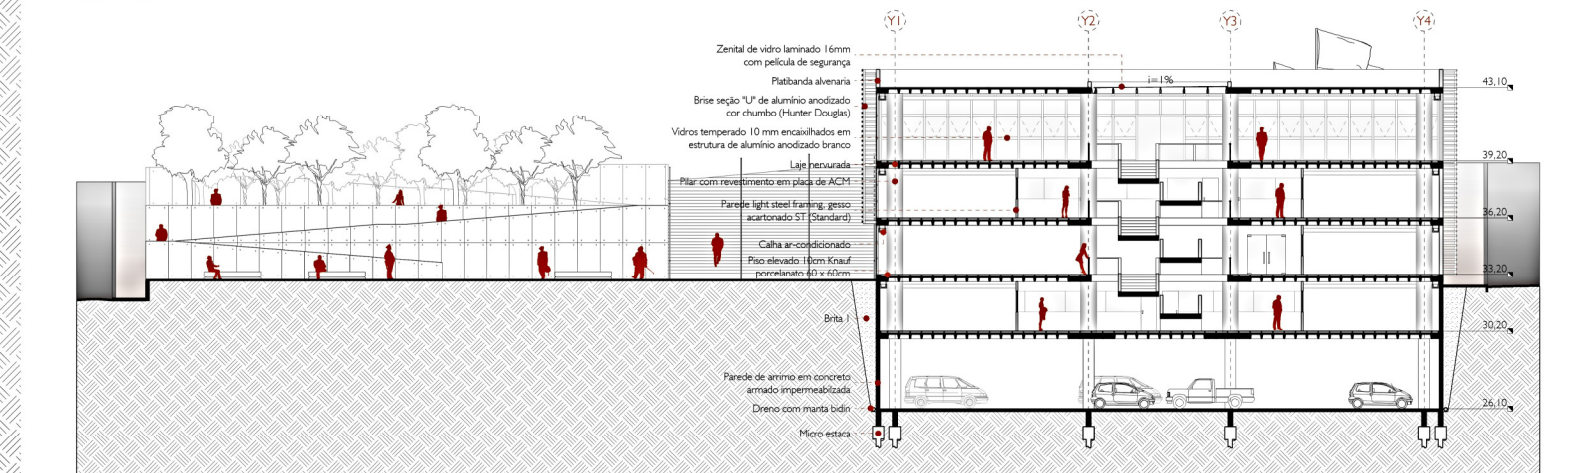 Y1
Y2
Y3
Y4
Zenital de vidro laminado 16mm
com película de segurança
Platibanda alvenaria
Brise seção "U" de alumínio anodizado
cor chumbo (Hunter Douglas)
Vidros temperado 10 mm encaixilhados em
estrutura de alumínio anodizado branco
Laje nervurada
Pilar com revestimento em placa de ACM
Parede light steel framing, gesso
acartonado ST (Standard)
Calha ar-condicionado
Piso elevado 10cm Knauf
porcelanato 60 x 60cm
Brita 1
Parede de arrimo em concreto
armado impermeabilzada
Dreno com manta bidin
Micro estaca
i=1%
43,10
39,20
36,20
33,20
30,20
26,10